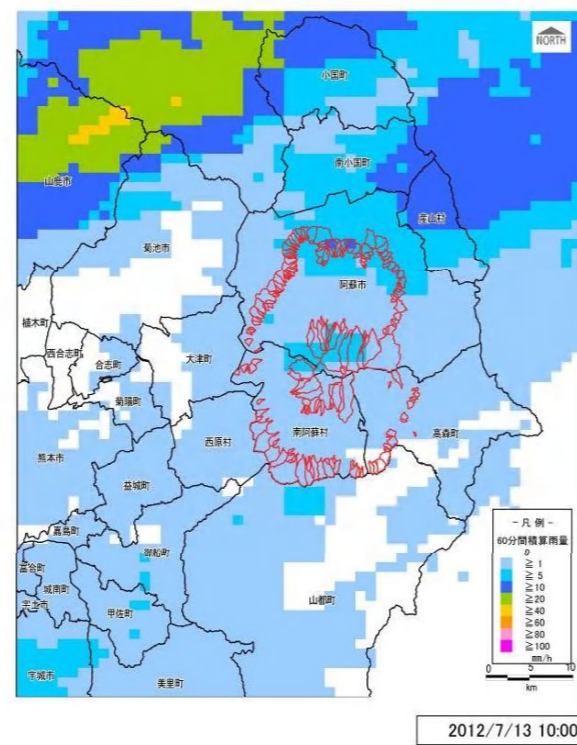 NORTH
小国町
南小国町
山鹿市
産山村
菊池市
阿蘇市
植木町
西合志町
合志町
大津町
菊陽町
熊本市
西原村
南阿蘇村
高森町
益城町
嘉島町
御船町
富合町
城南町
宇土市
甲佐町
山都町
宇城市
美里町
- 凡 例 -
60分間積算雨量
0
≧ 1
≧ 5
≧ 10
≧ 20
≧ 40
≧ 60
≧ 80
≧ 100
mm/h
0 5 10
km
2012/7/13 10:00